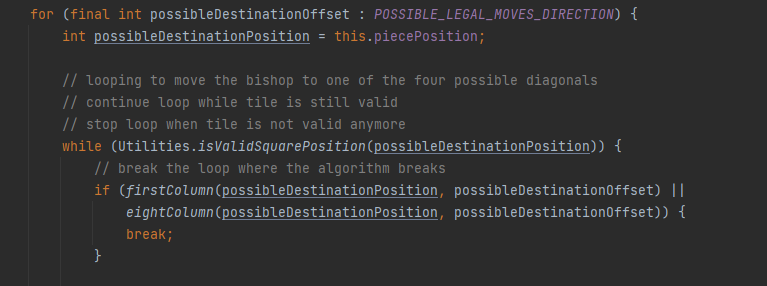 for (final int possibleDestinationOffset : POSSIBLE_LEGAL_MOVES_DIRECTION) {
int possibleDestinationPosition = this.piecePosition;
// looping to move the bishop to one of the four possible diagonals
// continue loop while tile is still valid
// stop loop when tile is not valid anymore
while (Utilities.isValidSquarePosition(possibleDestinationPosition)) {
// break the loop where the algorithm breaks
if (firstColumn(possibleDestinationPosition, possibleDestinationOffset) ||
eightColumn(possibleDestinationPosition, possibleDestinationOffset)) {
break;
}